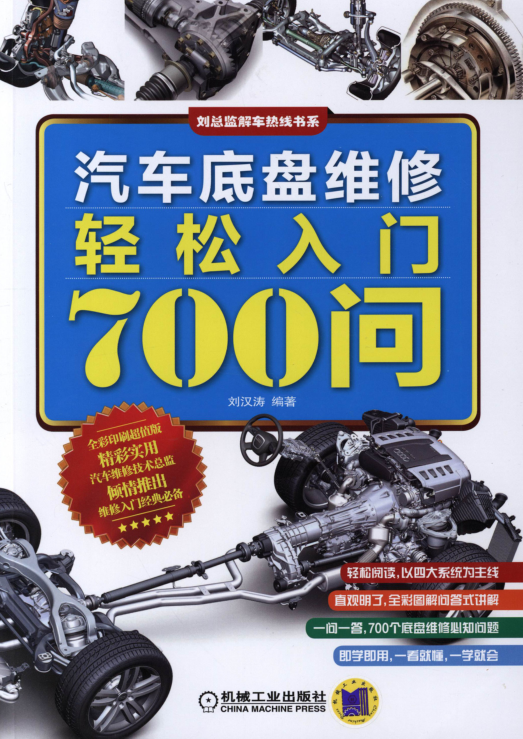 刘总监解车热线书系
汽车底盘维修
轻松入门
700问
刘汉涛 编著
全彩印刷超值版
精彩实用
汽车维修技术总监
倾情推出
维修入门经典必备
轻松阅读,以四大系统为主线
直观明了,全彩图解问答式讲解
一问一答,700个底盘维修必知问题
即学即用,一看就懂,一学就会
机械工业出版社
CHINA MACHINE PRESS